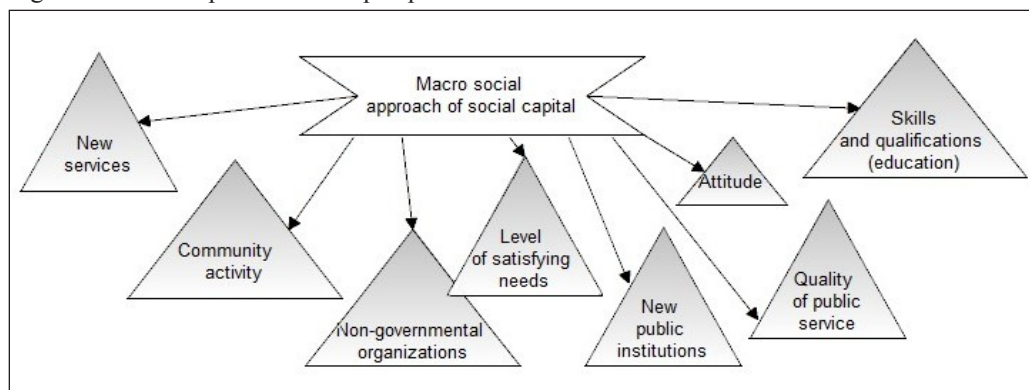 Macro social
approach of social capital
New
services
Community
activity
Non-governmental
organizations
Level
of satisfying
needs
New
public
institutions
Attitude
Quality
of public
service
Skills
and qualifications
(education)